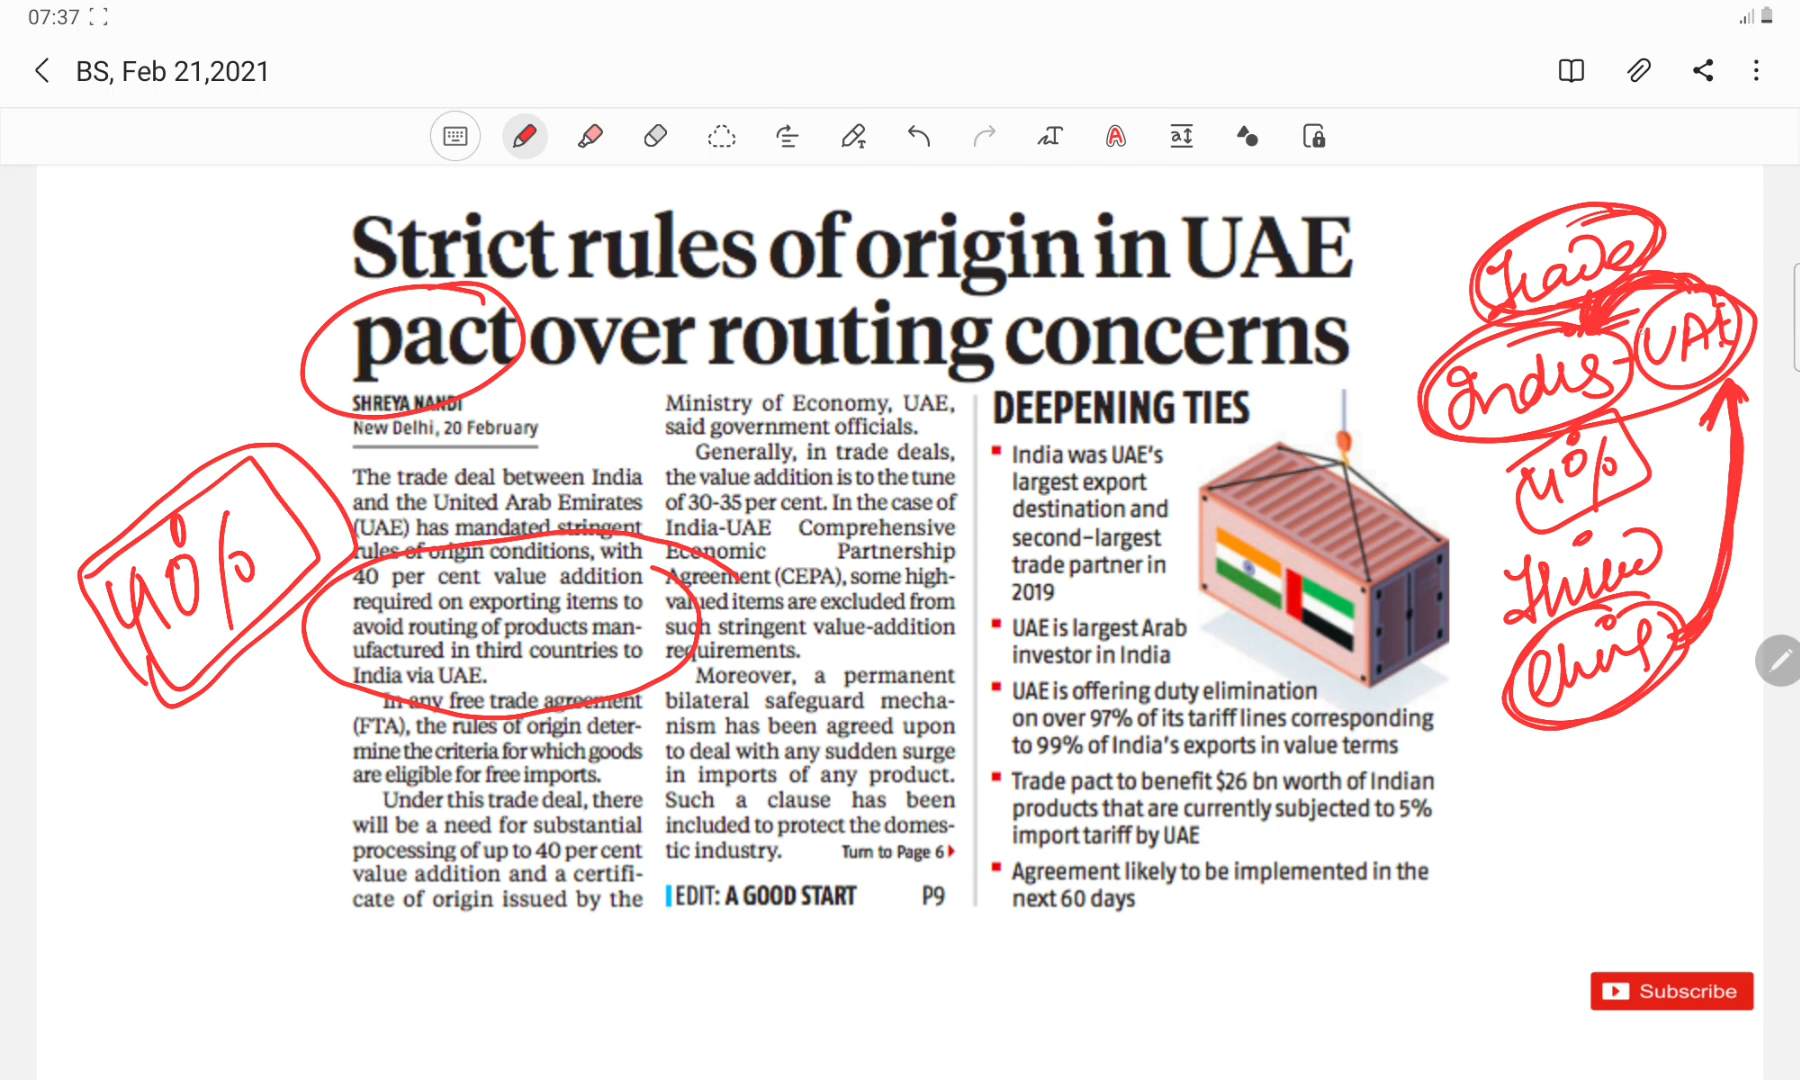 07:37
BS, Feb 21,2021
Strict rules of origin in UAE
pact over routing concerns
SHREYA NANDI
New Delhi, 20 February
The trade deal between India
and the United Arab Emirates
(UAE) has mandated stringent
rules of origin conditions, with
40 per cent value addition
required on exporting items to
avoid routing of products man-
ufactured in third countries to
India via UAE.
In any free trade agreement
(FTA), the rules of origin deter-
mine the criteria for which goods
are eligible for free imports.
Under this trade deal, there
will be a need for substantial
processing of up to 40 per cent
value addition and a certifi-
cate of origin issued by the
Ministry of Economy, UAE,
said government officials.
Generally, in trade deals,
the value addition is to the tune
of 30-35 per cent. In the case of
India-UAE Comprehensive
Economic Partnership
Agreement (CEPA), some high-
valued items are excluded from
such stringent value-addition
requirements.
Moreover, a permanent
bilateral safeguard mecha-
nism has been agreed upon
to deal with any sudden surge
in imports of any product.
Such a clause has been
included to protect the domes-
tic industry. Turn to Page 6
EDIT: A GOOD START P9
DEEPENING TIES
India was UAE's
largest export
destination and
second-largest
trade partner in
2019
UAE is largest Arab
investor in India
UAE is offering duty elimination
on over 97% of its tariff lines corresponding
to 99% of India's exports in value terms
Trade pact to benefit $26 bn worth of Indian
products that are currently subjected to 5%
import tariff by UAE
Agreement likely to be implemented in the
next 60 days
40%
Trade
India - UAE
40%
Subscribe